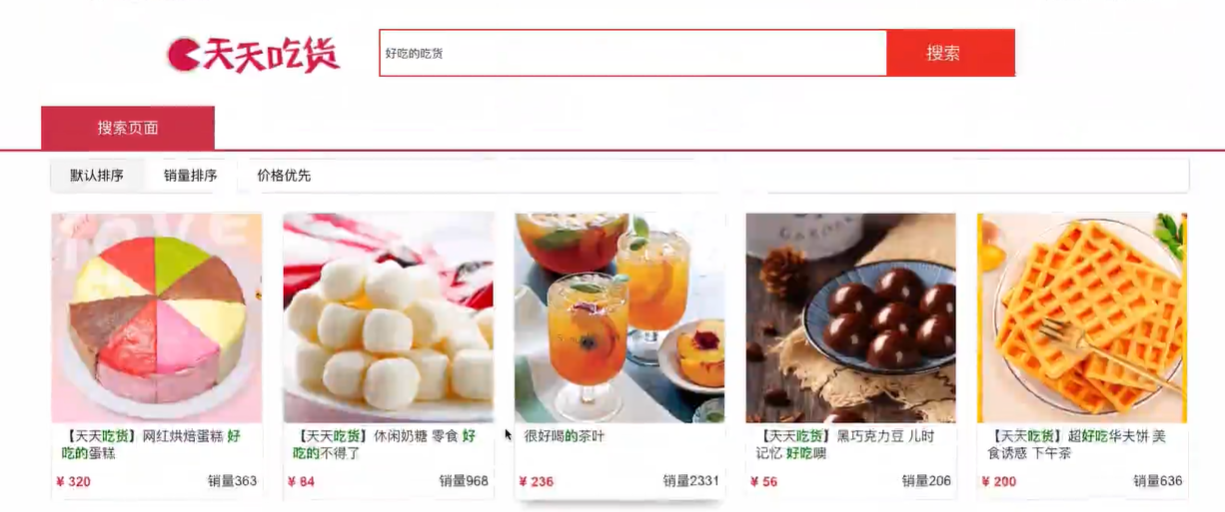 天天吃货
好吃的吃货
搜索
搜索页面
默认排序
销量排序
价格优先
LOVE
【天天吃货】网红烘焙蛋糕 好
吃的蛋糕
¥ 320
销量363
【天天吃货】休闲奶糖 零食 好
吃的不得了
¥ 84
销量968
很好喝的茶叶
¥ 236
销量2331
【天天吃货】黑巧克力豆 儿时
记忆 好吃噢
¥ 56
销量206
【天天吃货】超好吃华夫饼 美
食诱惑 下午茶
¥ 200
销量636